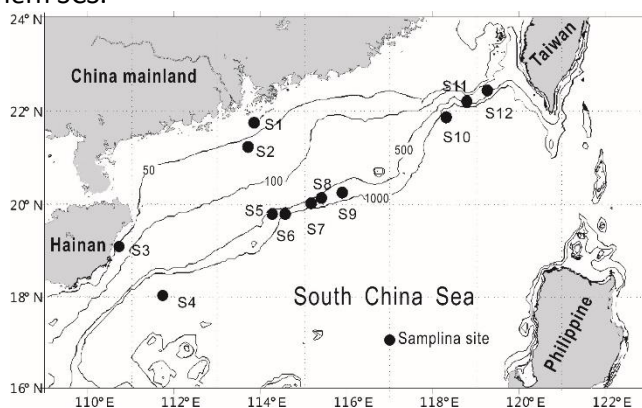 24°N
China mainland
Taiwan
22°N
S1
S2
S11
S12
S10
50
100
500
1000
20°N
S8
S5
S9
S6
S7
Hainan
S3
18°N
S4
South China Sea
Samplina site
Philippine
16°N
110°E 112°E 114°E 116°E 118°E 120°E 122°E